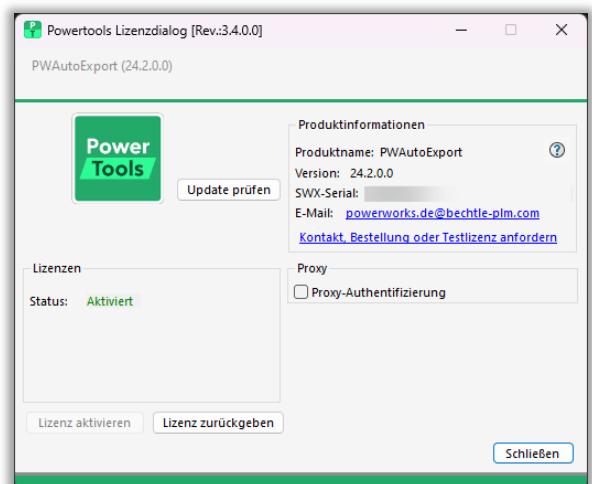 Powertools Lizenzdialog [Rev.:3.4.0.0]
PWAutoExport (24.2.0.0)
Power
Tools
Update prüfen
Produktinformationen
Produktname: PWAutoExport
Version: 24.2.0.0
SWX-Serial:
E-Mail: powerworks.de@bechtle-plm.com
Kontakt, Bestellung oder Testlizenz anfordern
Lizenzen
Status: Aktiviert
Proxy
Proxy-Authentifizierung
Lizenz aktivieren
Lizenz zurückgeben
Schließen